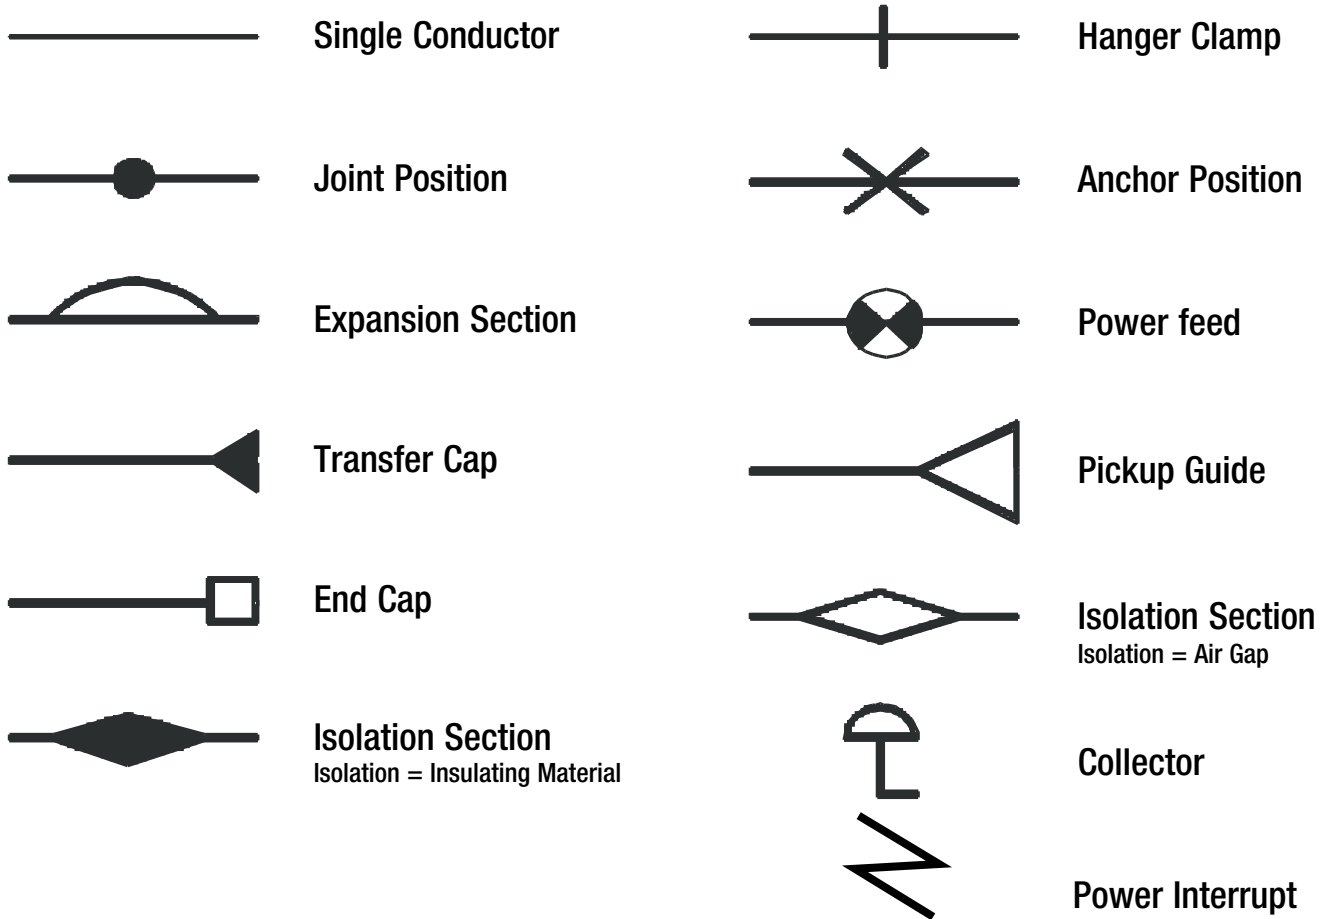 Single Conductor
Hanger Clamp
Joint Position
Anchor Position
Expansion Section
Power feed
Transfer Cap
Pickup Guide
End Cap
Isolation Section
Isolation = Air Gap
Isolation Section
Isolation = Insulating Material
Collector
Power Interrupt